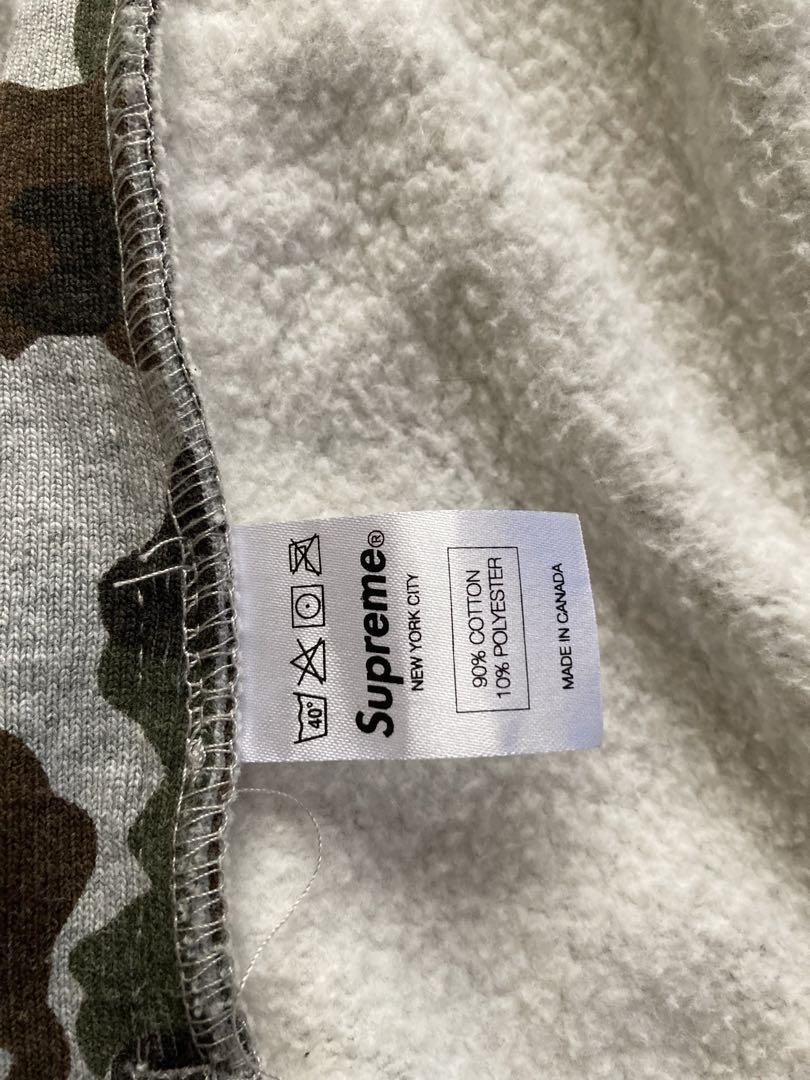 40°
Supreme®
NEW YORK CITY
90% COTTON
10% POLYESTER
MADE IN CANADA